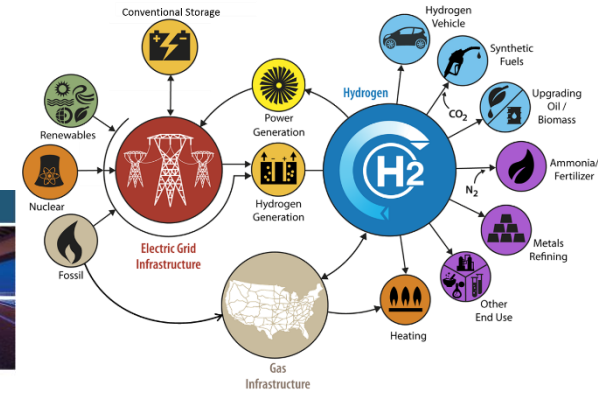 Conventional Storage
Renewables
Nuclear
Fossil
Electric Grid
Infrastructure
Power
Generation
Hydrogen
Generation
Hydrogen
H2
Gas
Infrastructure
Heating
Hydrogen
Vehicle
Synthetic
Fuels
CO2
Upgrading
Oil /
Biomass
Ammonia/
Fertilizer
N2
Metals
Refining
Other
End Use